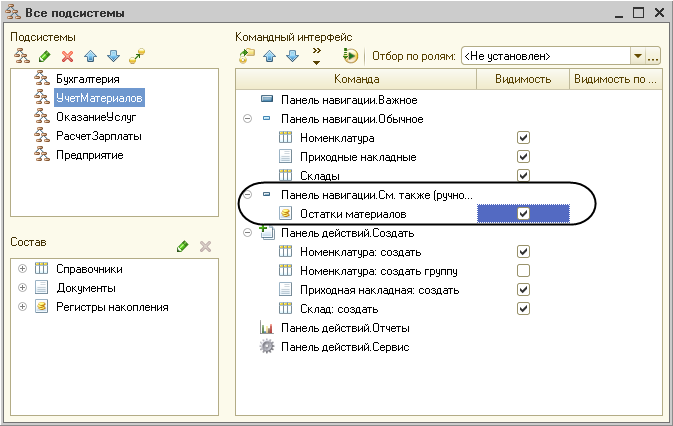 Все подсистемы
Подсистемы
Бухгалтерия
УчетМатериалов
ОказаниеУслуг
РасчетЗарплаты
Предприятие
Состав
Справочники
Документы
Регистры накопления
Командный интерфейс
Отбор по ролям: <Не установлен>
Команда Видимость Видимость по ...
Панель навигации.Важное
Панель навигации.Обычное
Номенклатура
Приходные накладные
Склады
Панель навигации.См. также (ручно...
Остатки материалов
Панель действий.Создать
Номенклатура: создать
Номенклатура: создать группу
Приходная накладная: создать
Склад: создать
Панель действий.Отчеты
Панель действий.Сервис